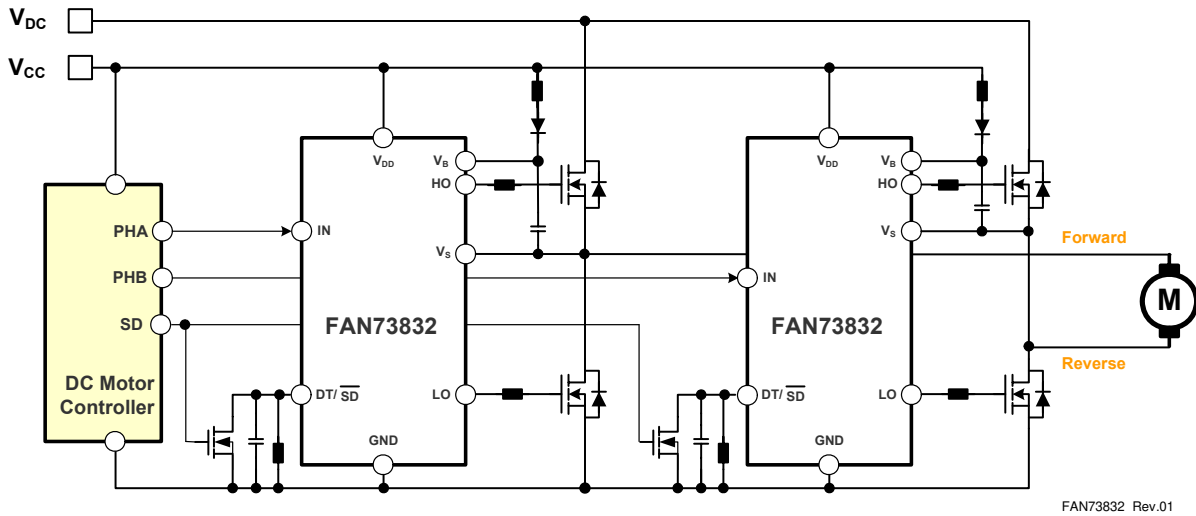 VDC
VCC
VDD
VB
HO
VDD
VB
HO
PHA
IN
VS
Forward
PHB
VS
IN
M
SD
FAN73832
FAN73832
Reverse
DC Motor
Controller
DT/ SD
LO
DT/ SD
LO
GND
GND
FAN73832 Rev.01